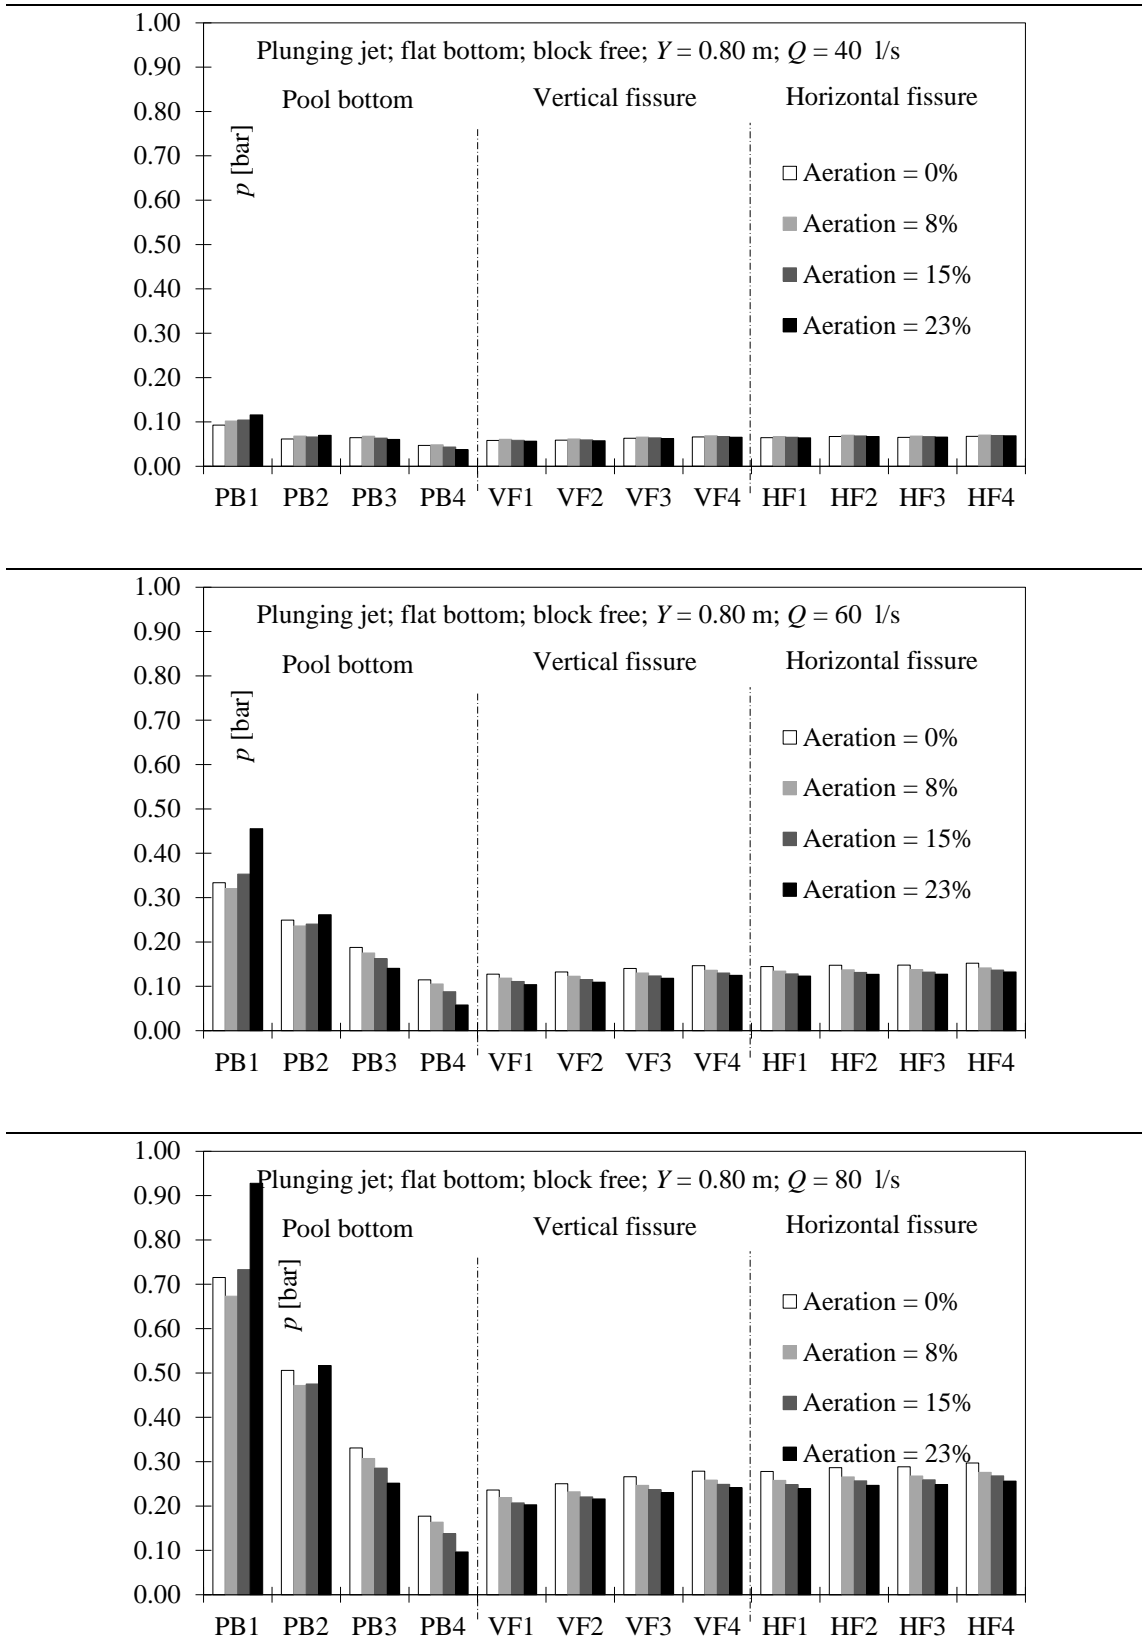 1.00
Plunging jet; flat bottom; block free; Y = 0.80 m; Q = 40 l/s
0.90
Pool bottom Vertical fissure Horizontal fissure
0.80
p [bar]
0.70
Aeration = 0%
0.60
Aeration = 8%
0.50
0.40
Aeration = 15%
0.30
Aeration = 23%
0.20
0.10
0.00
PB1 PB2 PB3 PB4 VF1 VF2 VF3 VF4 HF1 HF2 HF3 HF4
1.00
Plunging jet; flat bottom; block free; Y = 0.80 m; Q = 60 l/s
0.90
Pool bottom Vertical fissure Horizontal fissure
0.80
p [bar]
0.70
Aeration = 0%
0.60
Aeration = 8%
0.50
0.40
Aeration = 15%
0.30
Aeration = 23%
0.20
0.10
0.00
PB1 PB2 PB3 PB4 VF1 VF2 VF3 VF4 HF1 HF2 HF3 HF4
1.00
Plunging jet; flat bottom; block free; Y = 0.80 m; Q = 80 l/s
0.90
Pool bottom Vertical fissure Horizontal fissure
0.80
p [bar]
0.70
Aeration = 0%
0.60
Aeration = 8%
0.50
0.40
Aeration = 15%
0.30
Aeration = 23%
0.20
0.10
0.00
PB1 PB2 PB3 PB4 VF1 VF2 VF3 VF4 HF1 HF2 HF3 HF4